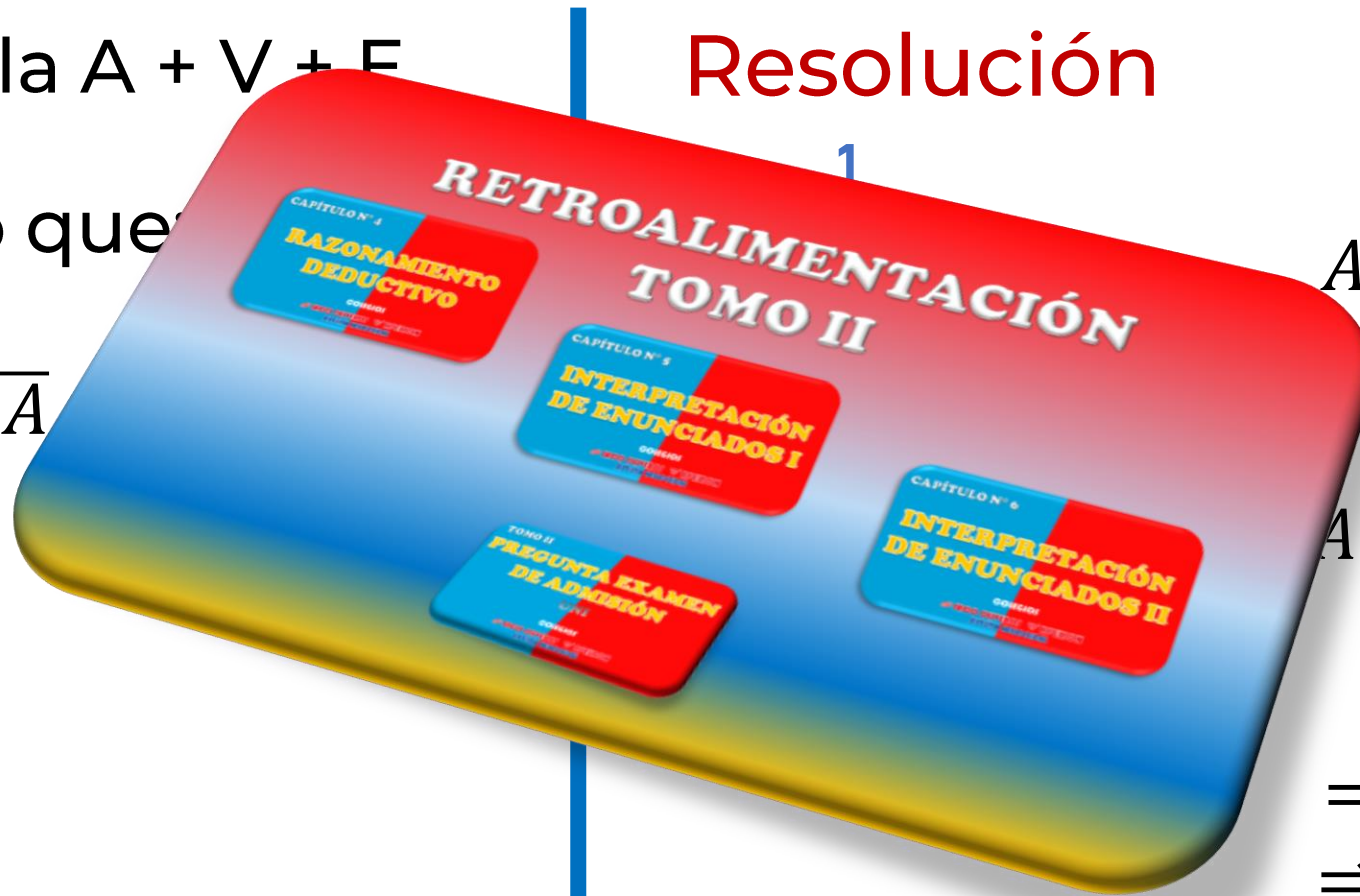 la A + V + E
Resolución
1
o que
A
A
A
=
RETROALIMENTACIÓN
TOMO II
CAPÍTULO N° 4
RAZONAMIENTO
DEDUCTIVO
CAPÍTULO N° 5
INTERPRETACIÓN
DE ENUNCIADOS I
CAPÍTULO N° 6
INTERPRETACIÓN
DE ENUNCIADOS II
TOMO II
PREGUNTA EXAMEN
DE ADMISIÓN
UNI